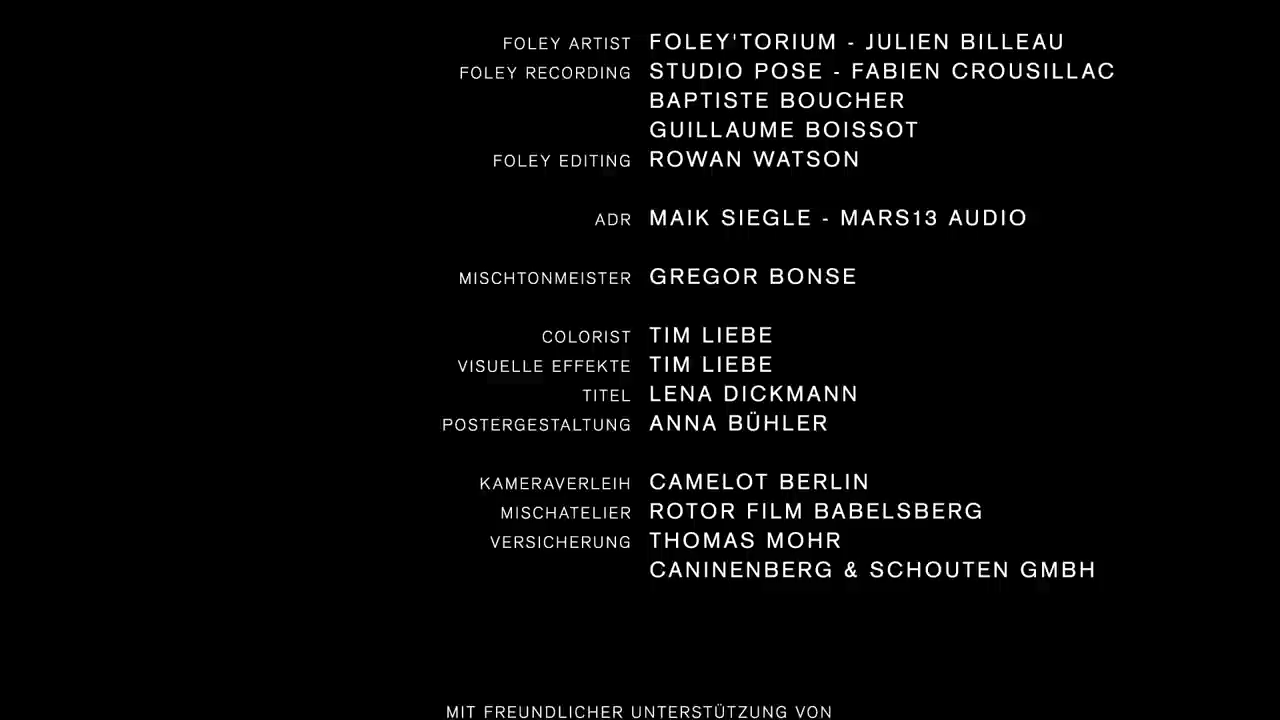 FOLEY ARTIST FOLEY'TORIUM - JULIEN BILLEAU
FOLEY RECORDING STUDIO POSE - FABIEN CROUSILLAC
BAPTISTE BOUCHER
GUILLAUME BOISSOT
FOLEY EDITING ROWAN WATSON
ADR MAIK SIEGLE - MARS13 AUDIO
MISCHTONMEISTER GREGOR BONSE
COLORIST TIM LIEBE
VISUELLE EFFEKTE TIM LIEBE
TITEL LENA DICKMANN
POSTERGESTALTUNG ANNA BÜHLER
KAMERAVERLEIH CAMELOT BERLIN
MISCHATELIER ROTOR FILM BABELSBERG
VERSICHERUNG THOMAS MOHR
CANINENBERG & SCHOUTEN GMBH
MIT FREUNDLICHER UNTERSTÜTZUNG VON